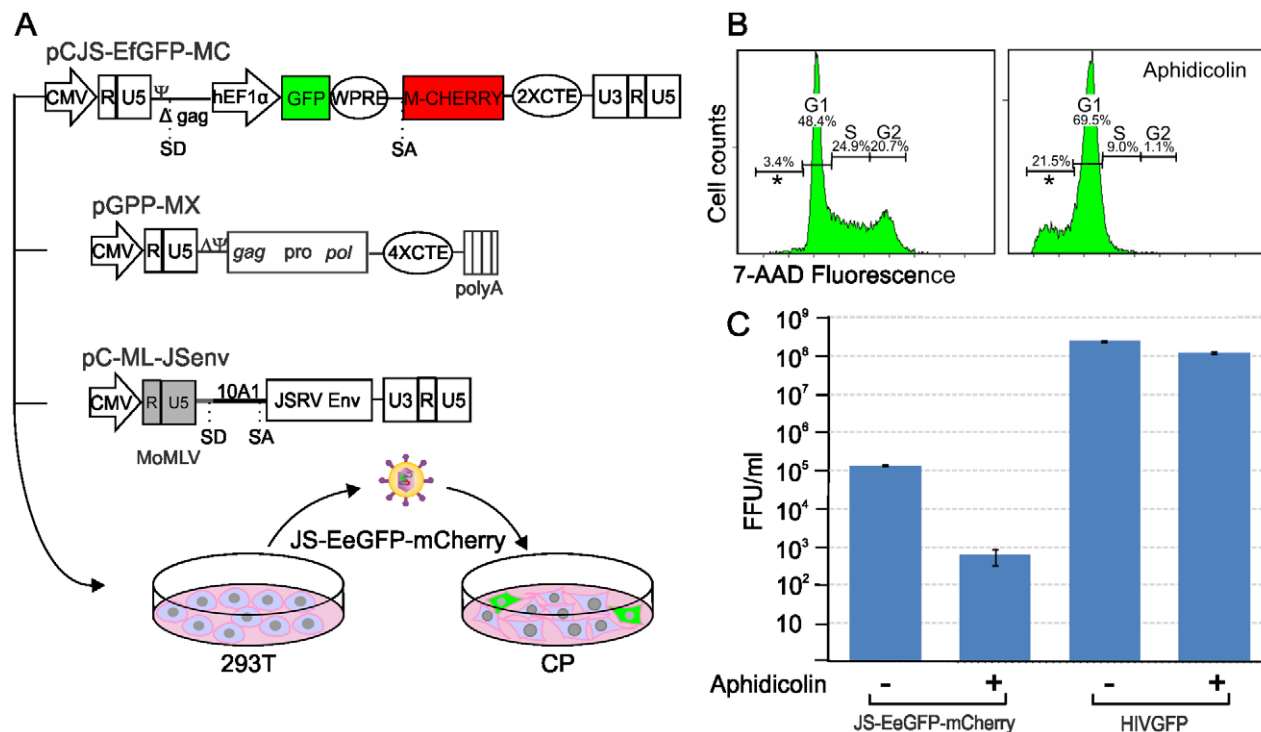 A
pCJS-EfGFP-MC
CMV R U5 Ψ hEF1α GFP WPRE M-CHERRY 2XCTE U3 R U5
Δ gag
SD SA
pGPP-MX
CMV R U5 ΔΨ gag pro pol 4XCTE
polyA
pC-ML-JSenv
CMV R U5 10A1 JSRV Env U3 R U5
SD SA
MoMLV
JS-EeGFP-mCherry
293T CP
B
Cell counts
G1
48.4%
S G2
24.9% 20.7%
3.4%
*
Aphidicolin
G1
69.5%
S G2
9.0% 1.1%
21.5%
*
7-AAD Fluorescence
C
FFU/ml
10⁹
10⁸
10⁷
10⁶
10⁵
10⁴
10³
10²
10
Aphidicolin - + - +
JS-EeGFP-mCherry HIVGFP